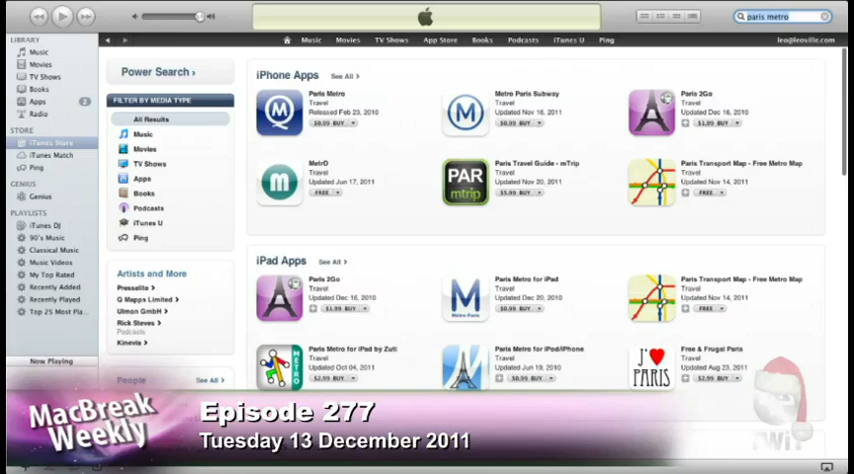 paris metro
LIBRARY
Music
Movies
TV Shows
Books
Apps 2
Radio
STORE
iTunes Store
iTunes Match
Ping
GENIUS
Genius
PLAYLISTS
iTunes DJ
90's Music
Classical Music
Music Videos
My Top Rated
Recently Added
Recently Played
Top 25 Most Pla...
Now Playing
Music Movies TV Shows App Store Books Podcasts iTunes U Ping leo@leoville.com
Power Search
FILTER BY MEDIA TYPE
All Results
Music
Movies
TV Shows
Apps
Books
Podcasts
iTunes U
Ping
Artists and More
Presselite
Q Mapps Limited
Ulmon GmbH
Rick Steves
Podcasts
Kinevia
People See All
iPhone Apps See All
Paris Metro
Travel
Released Feb 23, 2010
$0.99 BUY
Metro Paris Subway
Travel
Updated Nov 16, 2011
$0.99 BUY
Paris 2Go
Travel
Updated Dec 16, 2010
$1.99 BUY
MetrO
Travel
Updated Jun 17, 2011
FREE
PAR
mtrip
Paris Travel Guide - mTrip
Travel
Updated Nov 20, 2011
$5.99 BUY
Paris Transport Map - Free Metro Map
Travel
Updated Nov 14, 2011
FREE
iPad Apps See All
Paris 2Go
Travel
Updated Dec 16, 2010
$1.99 BUY
M
Metro Paris
Paris Metro for iPad
Travel
Updated Dec 20, 2010
$0.99 BUY
Paris Transport Map - Free Metro Map
Travel
Updated Nov 14, 2011
FREE
METRO
Paris Metro for iPad by Zuti
Travel
Updated Oct 04, 2011
$2.99 BUY
Paris Metro for iPod/iPhone
Travel
Updated Jun 19, 2010
$0.99 BUY
J'
PARIS
Free & Frugal Paris
Travel
Updated Aug 23, 2011
$2.99 BUY
MacBreak
Weekly
Episode 277
Tuesday 13 December 2011
TWiT